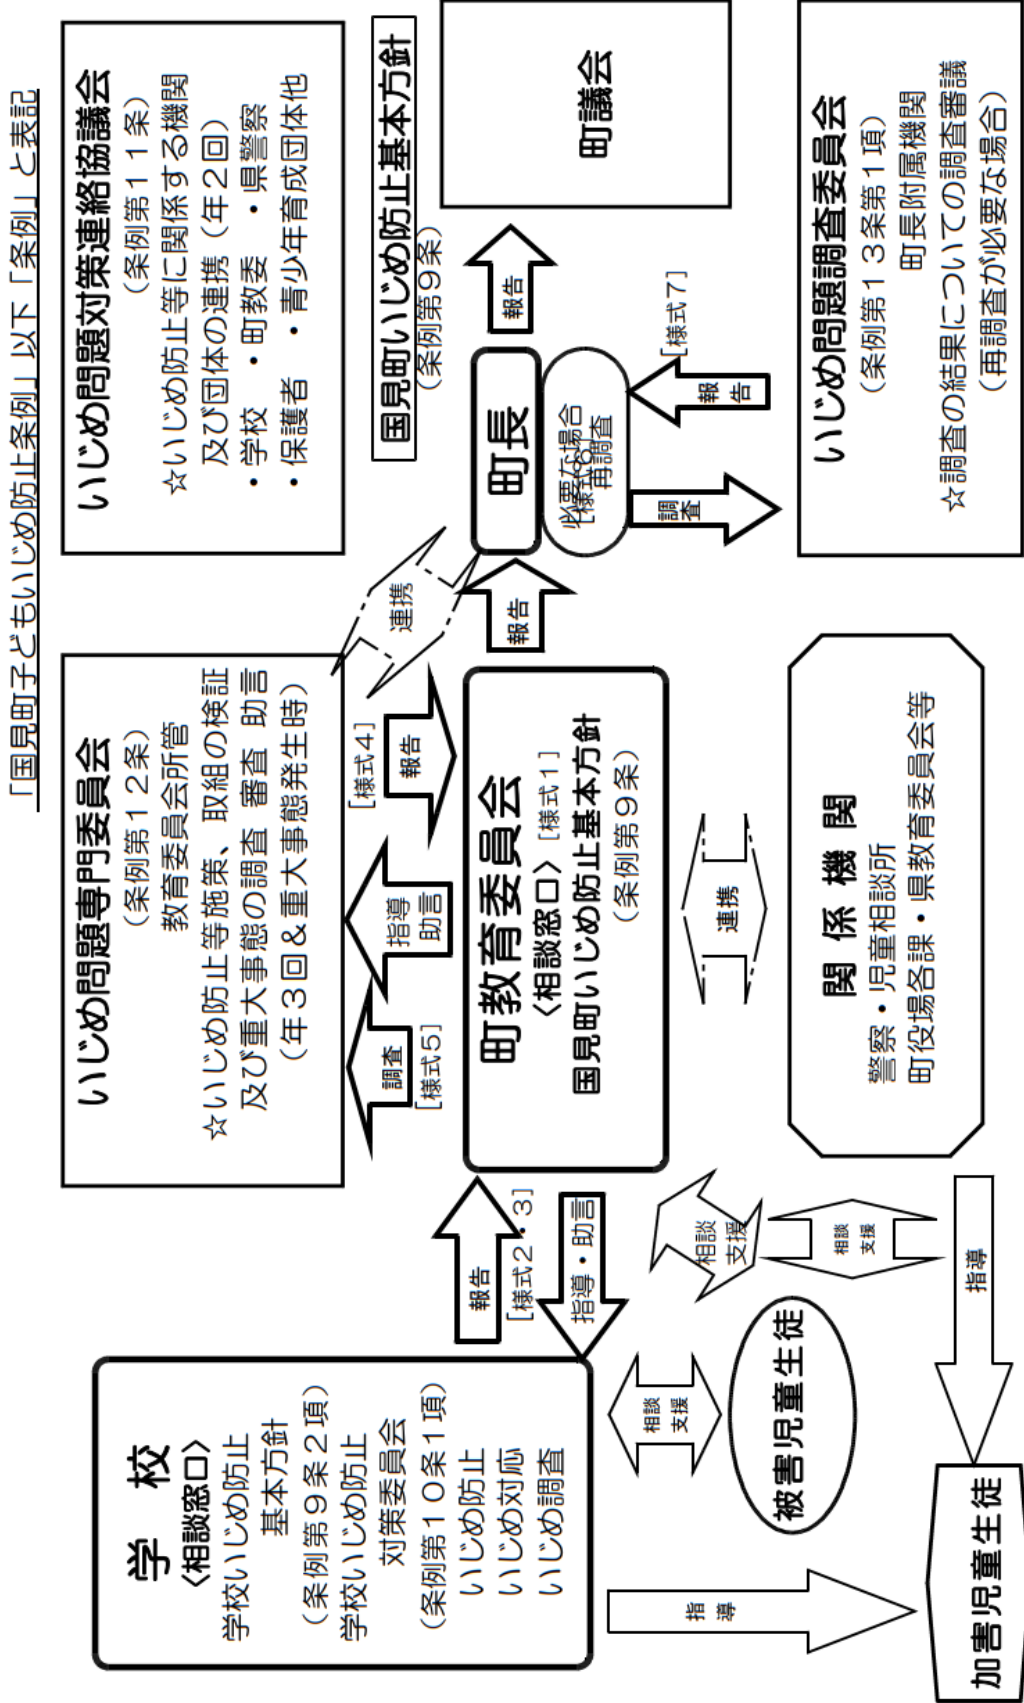 「国見町子どもいじめ防止条例」以下「条例」と表記
いじめ問題専門委員会
（条例第１２条）
教育委員会所管
☆いじめ防止等施策、取組の検証
及び重大事態の調査 審査 助言
（年３回＆重大事態発生時）
いじめ問題対策連絡協議会
（条例第１１条）
☆いじめ防止等に関係する機関
及び団体の連携（年２回）
・学校 ・町教委 ・県警察
・保護者 ・青少年育成団体他
連携
国見町いじめ防止基本方針
（条例第９条）
調査
[様式５]
指導
助言
[様式４]
報告
学 校
〈相談窓口〉
学校いじめ防止
基本方針
（条例第９条２項）
学校いじめ防止
対策委員会
（条例第１０条１項）
いじめ防止
いじめ対応
いじめ調査
報告
[様式２・３]
指導・助言
町教育委員会
〈相談窓口〉[様式１]
国見町いじめ防止基本方針
（条例第９条）
報告
町長
必要な場合
[様式６]
再調査
報告
町議会
調査
報告
[様式７]
相談
支援
相談
支援
相談
支援
連携
被害児童生徒
関 係 機 関
警察・児童相談所
町役場各課・県教育委員会等
いじめ問題調査委員会
（条例第１３条第１項）
町長附属機関
☆調査の結果についての調査審議
（再調査が必要な場合）
指導
指導
加害児童生徒